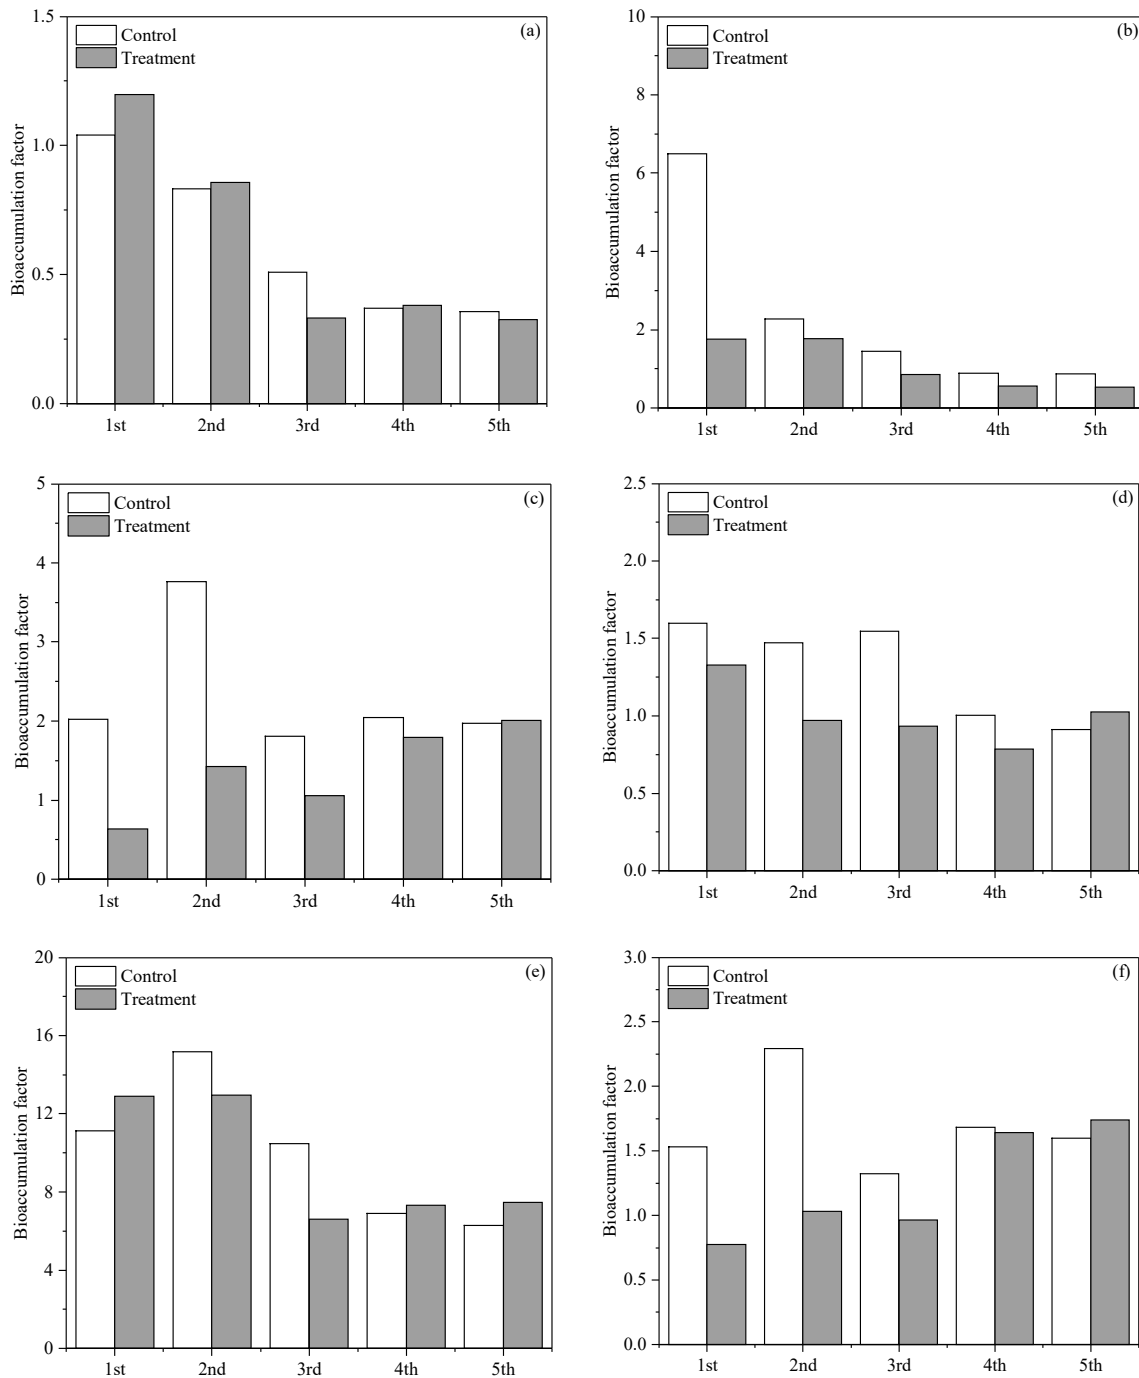 (a)
Control
Treatment
Bioaccumulation factor
1.5
1.0
0.5
0.0
1st 2nd 3rd 4th 5th
(b)
Control
Treatment
Bioaccumulation factor
10
8
6
4
2
0
1st 2nd 3rd 4th 5th
(c)
Control
Treatment
Bioaccumulation factor
5
4
3
2
1
0
1st 2nd 3rd 4th 5th
(d)
Control
Treatment
Bioaccumulation factor
2.5
2.0
1.5
1.0
0.5
0.0
1st 2nd 3rd 4th 5th
(e)
Control
Treatment
Bioaccumulation factor
20
16
12
8
4
0
1st 2nd 3rd 4th 5th
(f)
Control
Treatment
Bioaccumulation factor
3.0
2.5
2.0
1.5
1.0
0.5
0.0
1st 2nd 3rd 4th 5th